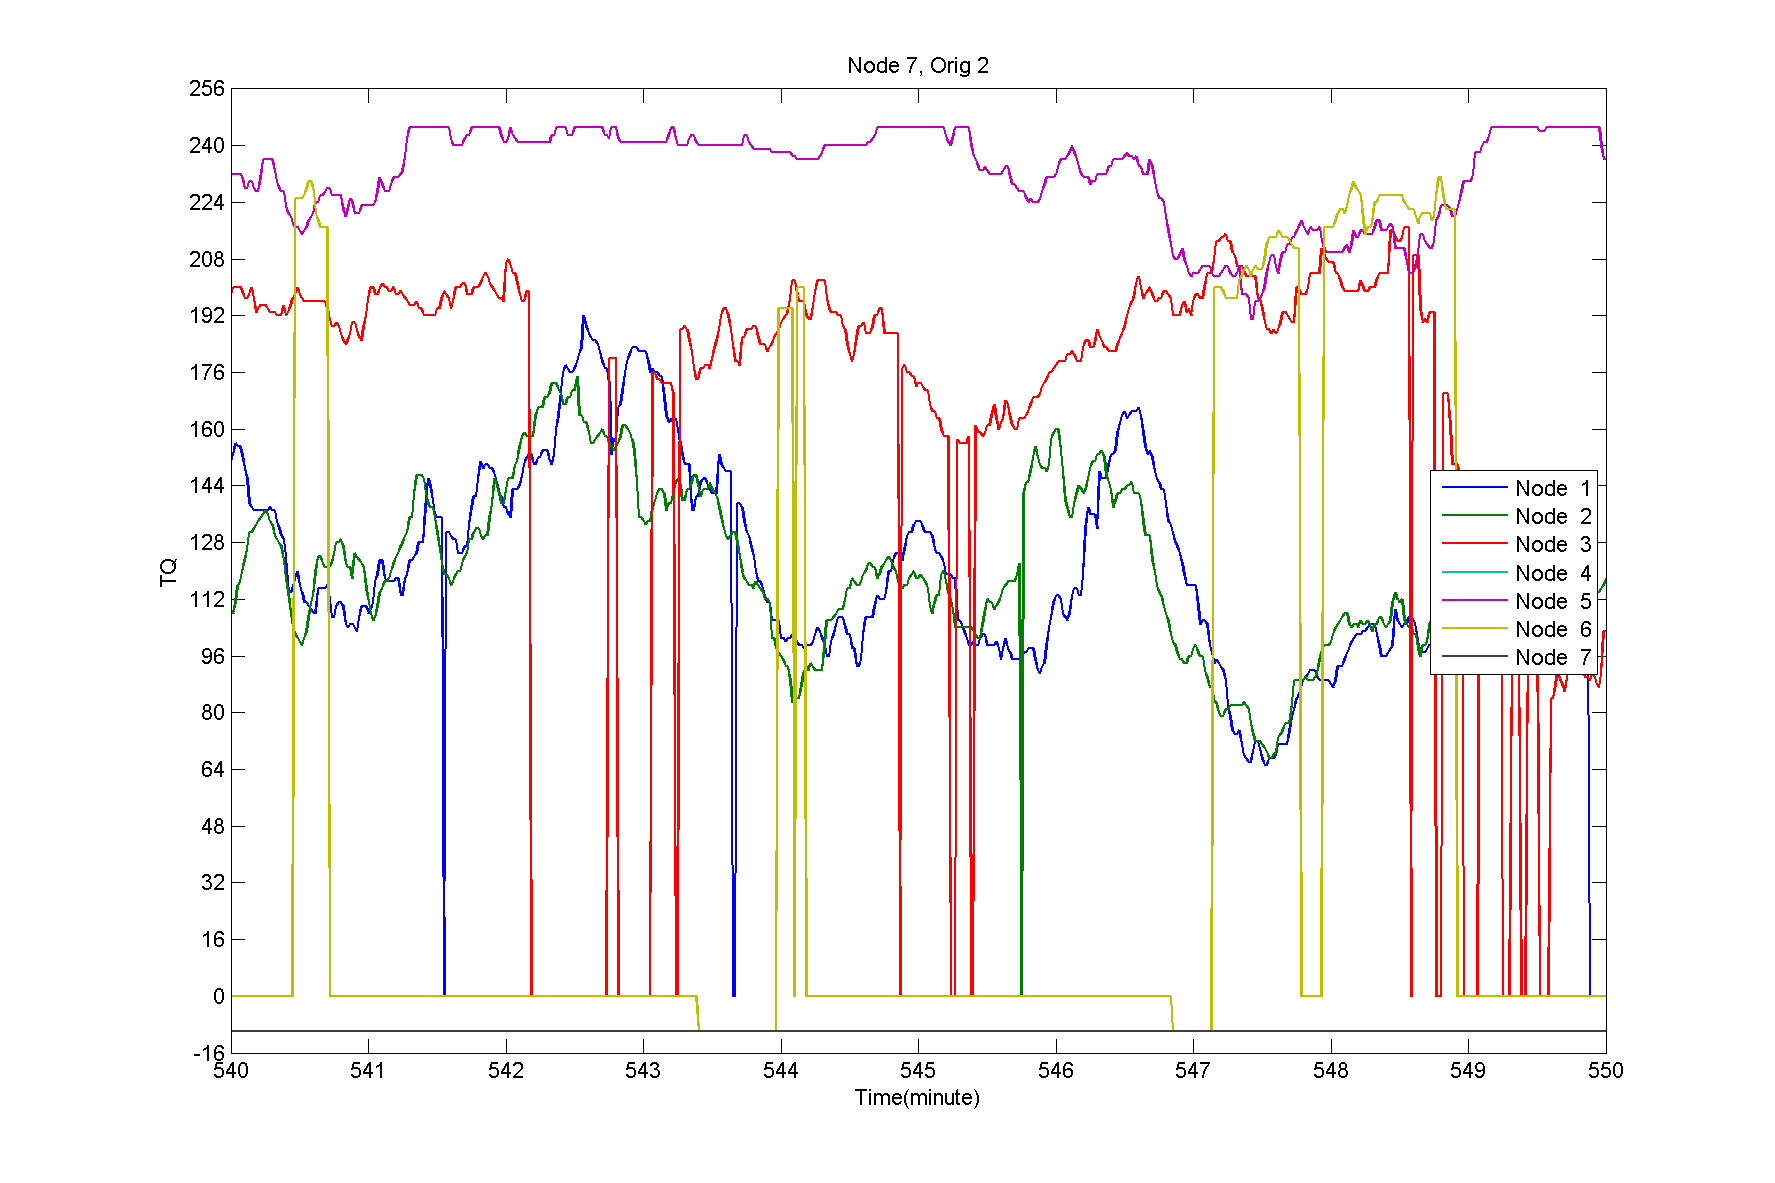 Node 7, Orig 2
256
240
224
208
192
176
160
144
128
112
96
80
64
48
32
16
0
-16
TQ
Node 1
Node 2
Node 3
Node 4
Node 5
Node 6
Node 7
540 541 542 543 544 545 546 547 548 549 550
Time(minute)